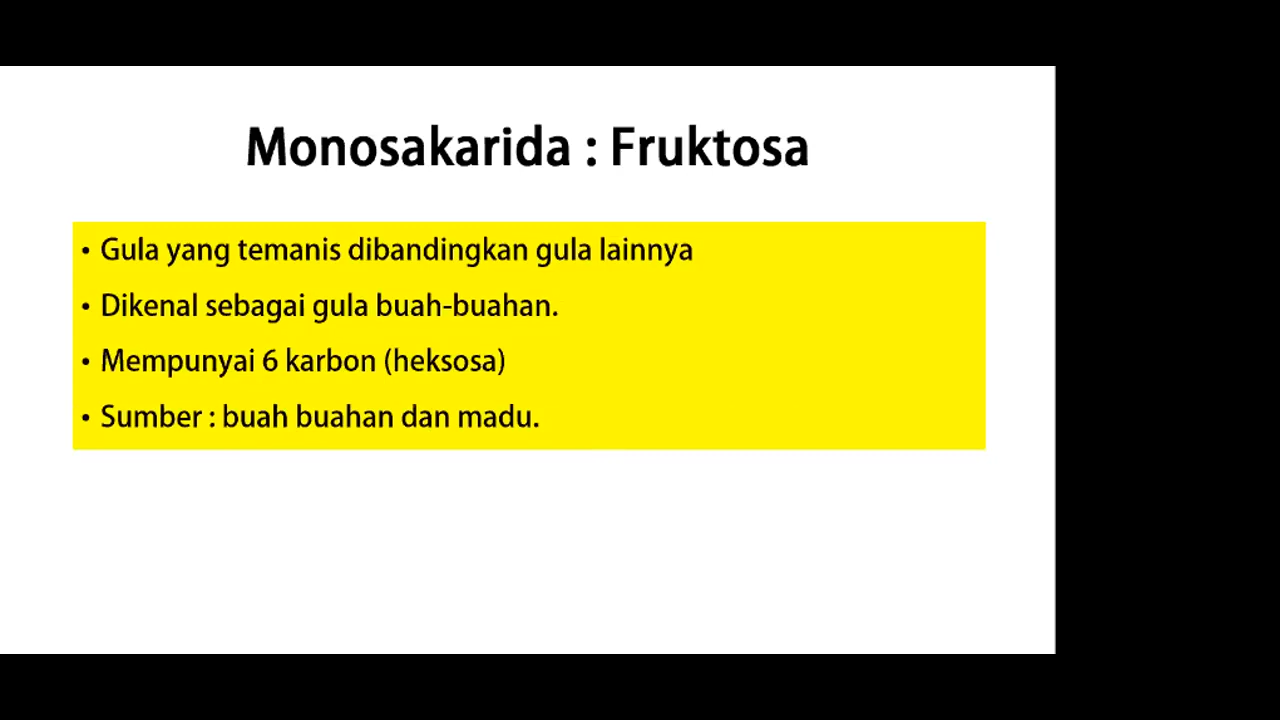 Monosakarida : Fruktosa
• Gula yang temanis dibandingkan gula lainnya
• Dikenal sebagai gula buah-buahan.
• Mempunyai 6 karbon (heksosa)
• Sumber : buah buahan dan madu.